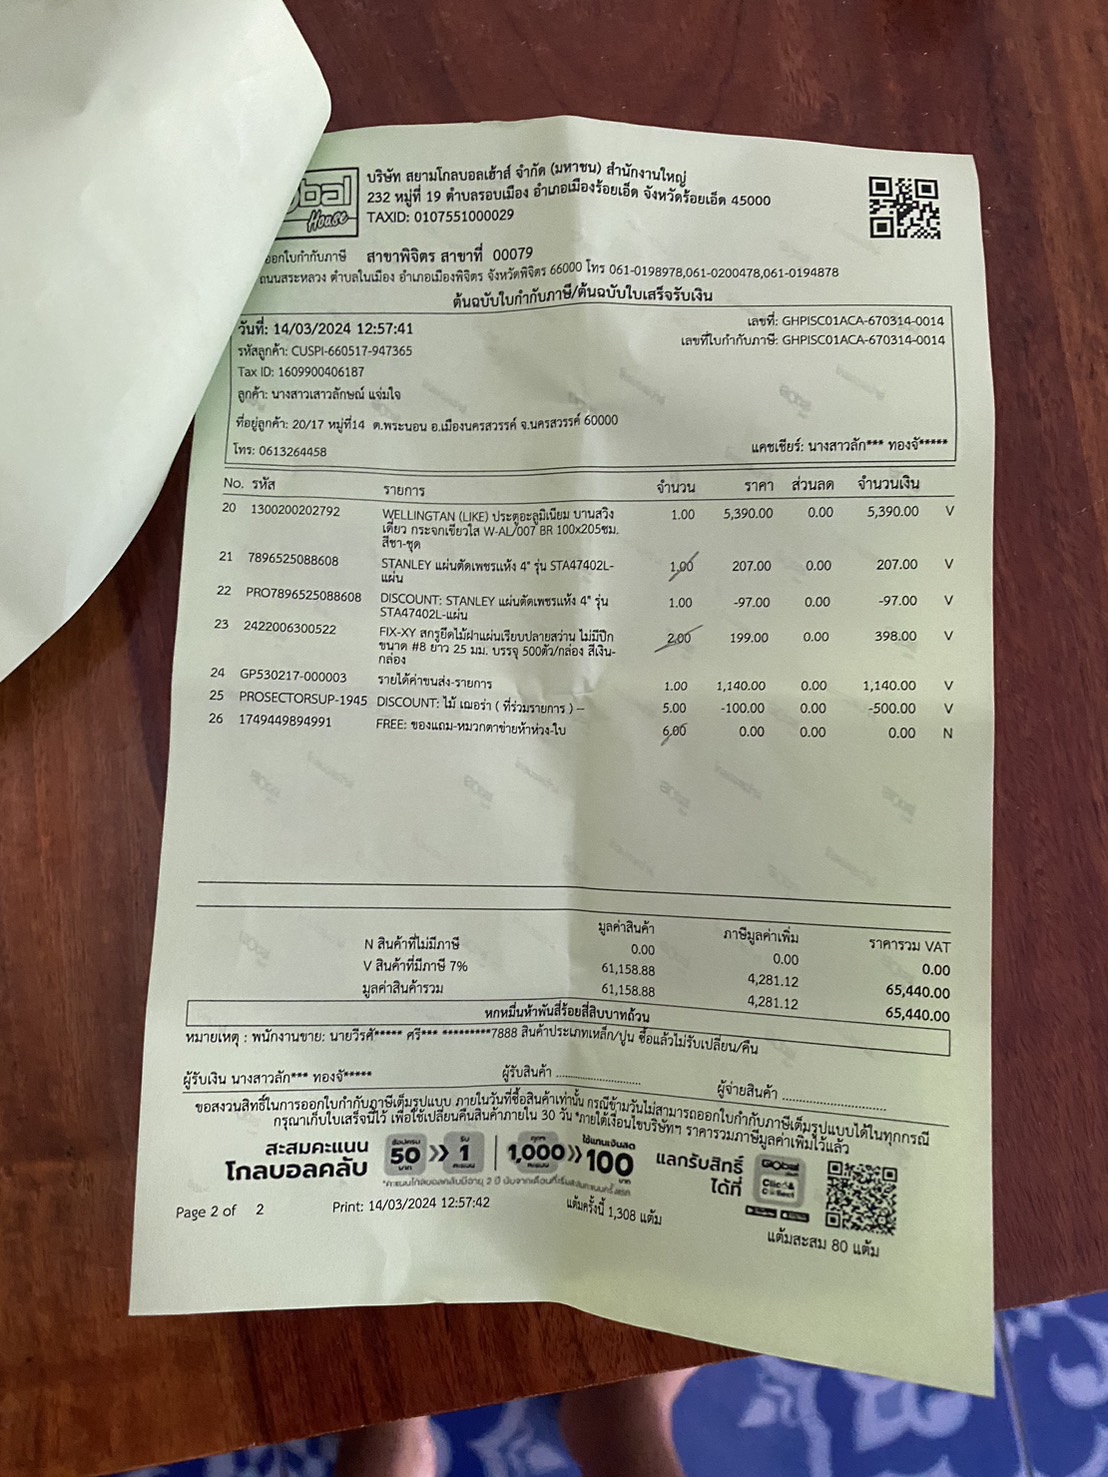 บริษัท สยามโกลบอลเฮ้าส์ จำกัด (มหาชน) สำนักงานใหญ่
232 หมู่ที่ 19 ตำบลรอบเมือง อำเภอเมืองร้อยเอ็ด จังหวัดร้อยเอ็ด 45000
House
TAXID: 0107551000029
ออกใบกำกับภาษี สาขาพิจิตร สาขาที่ 00079
ถนนสระหลวง ตำบลในเมือง อำเภอเมืองพิจิตร จังหวัดพิจิตร 66000 โทร 061-0198978,061-0200478,061-0194878
ต้นฉบับใบกำกับภาษี/ต้นฉบับใบเสร็จรับเงิน
วันที่: 14/03/2024 12:57:41 เลขที่: GHPISC01ACA-670314-0014
รหัสลูกค้า: CUSPI-660517-947365 เลขที่ใบกำกับภาษี: GHPISC01ACA-670314-0014
Tax ID: 1609900406187
ลูกค้า: นางสาวเสาวลักษณ์ แจ่มใจ
ที่อยู่ลูกค้า: 20/17 หมู่ที่14 ต.พระนอน อ.เมืองนครสวรรค์ จ.นครสวรรค์ 60000
โทร: 0613264458 แคชเชียร์: นางสาวลัก*** ทองจั*****
No. รหัส รายการ จำนวน ราคา ส่วนลด จำนวนเงิน
20 1300200202792 WELLINGTAN (LIKE) ประตูอะลูมิเนียม บานสวิง 1.00 5,390.00 0.00 5,390.00 V
เดี่ยว กระจกเขียวใส W-AL/007 BR 100x205ซม.
สีชา-ชุด
21 7896525088608 STANLEY แผ่นตัดเพชรแห้ง 4" รุ่น STA47402L- 1.00 207.00 0.00 207.00 V
แผ่น
22 PRO7896525088608 DISCOUNT: STANLEY แผ่นตัดเพชรแห้ง 4" รุ่น 1.00 -97.00 0.00 -97.00 V
STA47402L-แผ่น
23 2422006300522 FIX-XY สกรูยึดไม้ฝาแผ่นเรียบปลายสว่าน ไม่มีปีก 2.00 199.00 0.00 398.00 V
ขนาด #8 ยาว 25 มม. บรรจุ 500ตัว/กล่อง สีเงิน-
กล่อง
24 GP530217-000003 รายได้ค่าขนส่ง-รายการ 1.00 1,140.00 0.00 1,140.00 V
25 PROSECTORSUP-1945 DISCOUNT: ไม้ เฌอร่า ( ที่ร่วมรายการ ) -- 5.00 -100.00 0.00 -500.00 V
26 1749449894991 FREE: ของแถม-หมวกตาข่ายห้าห่วง-ใบ 6.00 0.00 0.00 0.00 N
มูลค่าสินค้า ภาษีมูลค่าเพิ่ม ราคารวม VAT
N สินค้าที่ไม่มีภาษี 0.00 0.00 0.00
V สินค้าที่มีภาษี 7% 61,158.88 4,281.12 65,440.00
มูลค่าสินค้ารวม 61,158.88 4,281.12 65,440.00
หกหมื่นห้าพันสี่ร้อยสี่สิบบาทถ้วน
หมายเหตุ : พนักงานขาย: นายวีรศั***** ศรี*** *********7888 สินค้าประเภทเหล็ก/ปูน ซื้อแล้วไม่รับเปลี่ยน/คืน
ผู้รับเงิน นางสาวลัก*** ทองจั***** ผู้รับสินค้า ........................ ผู้จ่ายสินค้า ........................
ขอสงวนสิทธิ์ในการออกใบกำกับภาษีเต็มรูปแบบ ภายในวันที่ซื้อสินค้าเท่านั้น กรณีข้ามวันไม่สามารถออกใบกำกับภาษีเต็มรูปแบบได้ในทุกกรณี
กรุณาเก็บใบเสร็จนี้ไว้ เพื่อใช้เปลี่ยนคืนสินค้าภายใน 30 วัน *ภายใต้เงื่อนไขบริษัทฯ ราคารวมภาษีมูลค่าเพิ่มไว้แล้ว
สะสมคะแนน โกลบอลคลับ ช้อปครบ 50 บาท รับ 1 คะแนน ทุกๆ 1,000 คะแนน ใช้แทนเงินสด 100 บาท
*คะแนนโกลบอลคลับมีอายุ 2 ปี นับจากเดือนที่เริ่มสะสมคะแนนครั้งแรก
แลกรับสิทธิ์ ได้ที่ Global Click& Collect
Page 2 of 2 Print: 14/03/2024 12:57:42 แต้มครั้งนี้ 1,308 แต้ม
แต้มสะสม 80 แต้ม